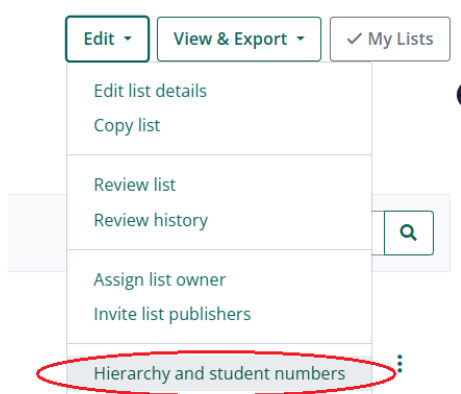 Edit View & Export My Lists
Edit list details
Copy list
Review list
Review history
Assign list owner
Invite list publishers
Hierarchy and student numbers